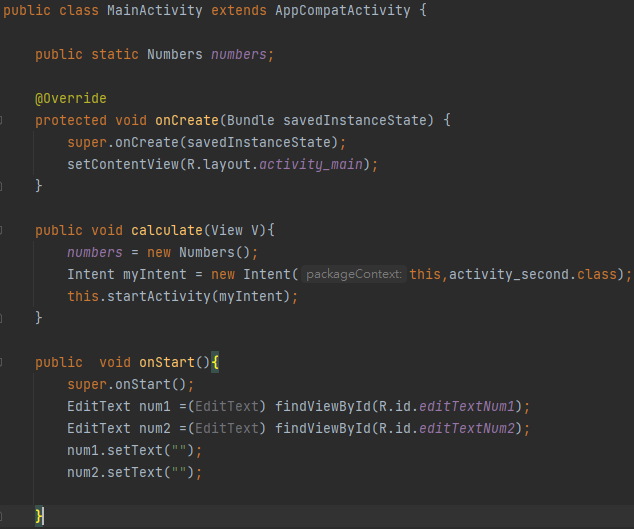 public class MainActivity extends AppCompatActivity {
public static Numbers numbers;
@Override
protected void onCreate(Bundle savedInstanceState) {
super.onCreate(savedInstanceState);
setContentView(R.layout.activity_main);
}
public void calculate(View V){
numbers = new Numbers();
Intent myIntent = new Intent( packageContext: this,activity_second.class);
this.startActivity(myIntent);
}
public  void onStart(){
super.onStart();
EditText num1 =(EditText) findViewById(R.id.editTextNum1);
EditText num2 =(EditText) findViewById(R.id.editTextNum2);
num1.setText("");
num2.setText("");
}